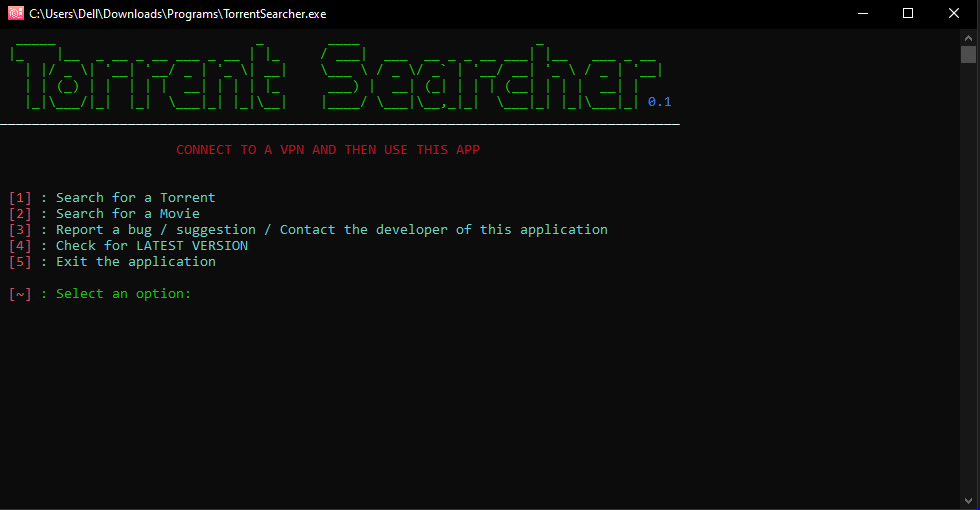 C:\Users\Dell\Downloads\Programs\TorrentSearcher.exe
Torrent Searcher 0.1
CONNECT TO A VPN AND THEN USE THIS APP
[1] : Search for a Torrent
[2] : Search for a Movie
[3] : Report a bug / suggestion / Contact the developer of this application
[4] : Check for LATEST VERSION
[5] : Exit the application
[~] : Select an option: